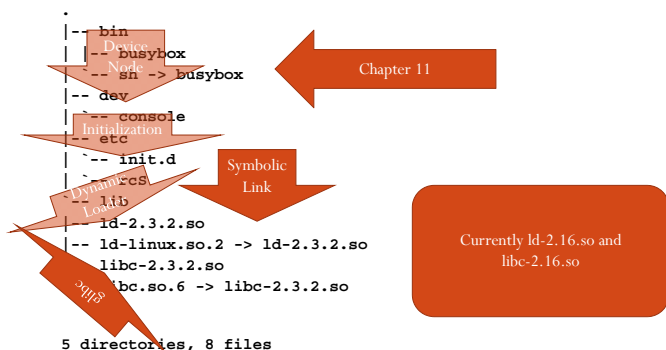 .
|-- bin
| |-- busybox
| `-- sh -> busybox
|-- dev
| `-- console
|-- etc
| `-- init.d
| `-- rcS
`-- lib
|-- ld-2.3.2.so
|-- ld-linux.so.2 -> ld-2.3.2.so
libc-2.3.2.so
libc.so.6 -> libc-2.3.2.so
5 directories, 8 files
Device
Node
Chapter 11
Initialization
Symbolic
Link
Dynamic
Loader
glibc
Currently ld-2.16.so and
libc-2.16.so